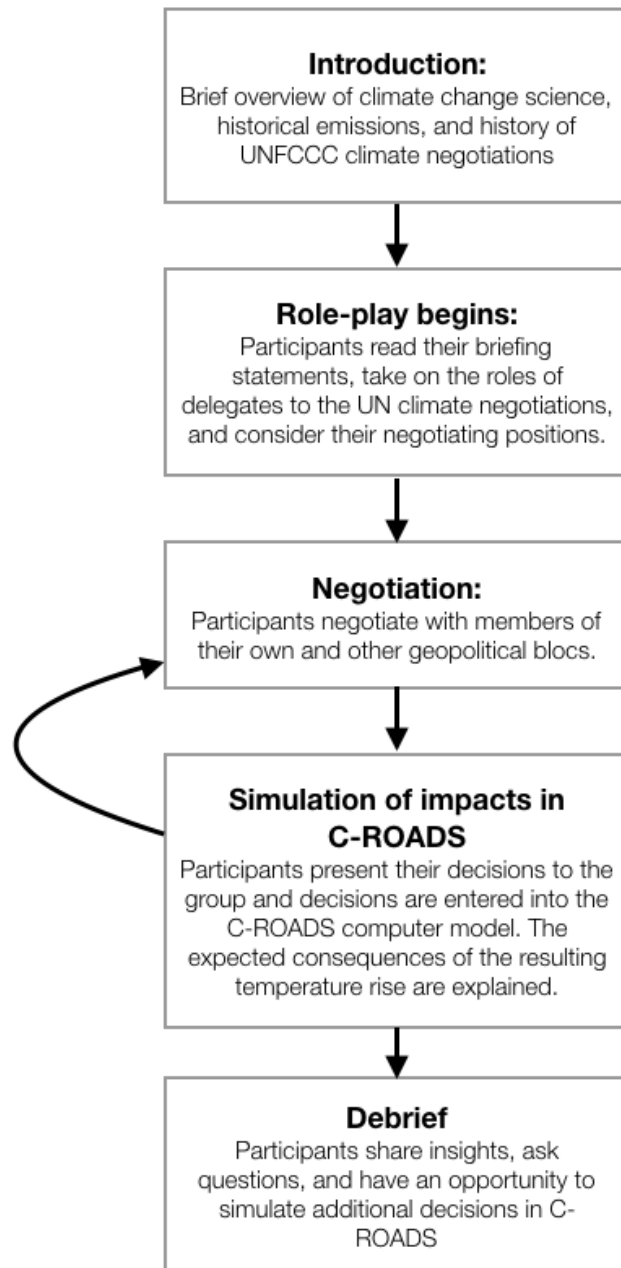 Introduction:
Brief overview of climate change science,
historical emissions, and history of
UNFCCC climate negotiations
Role-play begins:
Participants read their briefing
statements, take on the roles of
delegates to the UN climate negotiations,
and consider their negotiating positions.
Negotiation:
Participants negotiate with members of
their own and other geopolitical blocs.
Simulation of impacts in
C-ROADS
Participants present their decisions to the
group and decisions are entered into the
C-ROADS computer model. The
expected consequences of the resulting
temperature rise are explained.
Debrief
Participants share insights, ask
questions, and have an opportunity to
simulate additional decisions in C-
ROADS